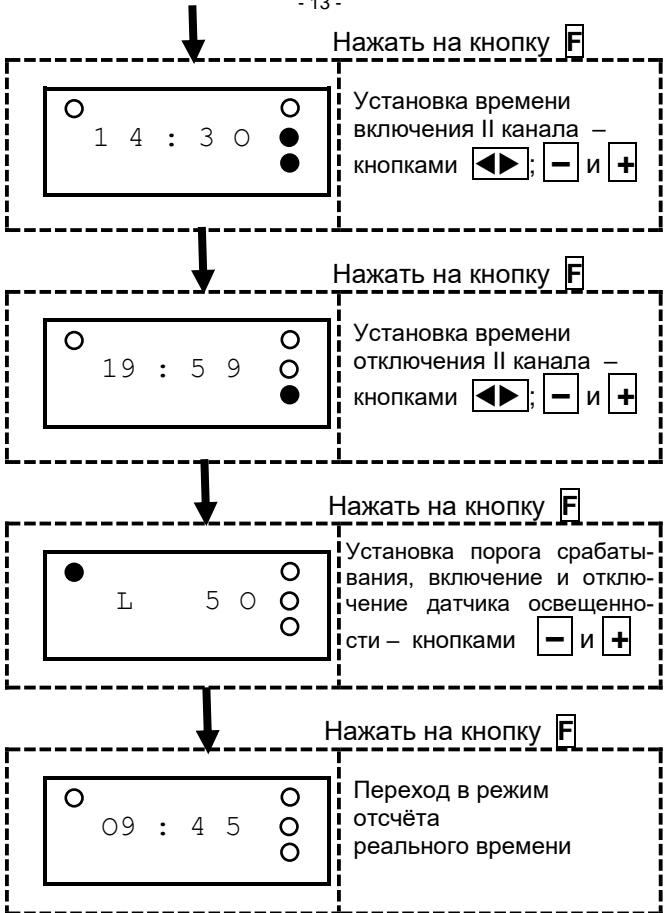 - 13 -
Нажать на кнопку F
1 4 : 3 0
Установка времени
включения II канала –
кнопками ◀▶; – и +
Нажать на кнопку F
19 : 5 9
Установка времени
отключения II канала –
кнопками ◀▶; – и +
Нажать на кнопку F
L 5 0
Установка порога срабаты-
вания, включение и отклю-
чение датчика освещенно-
сти – кнопками – и +
Нажать на кнопку F
09 : 4 5
Переход в режим
отсчёта
реального времени